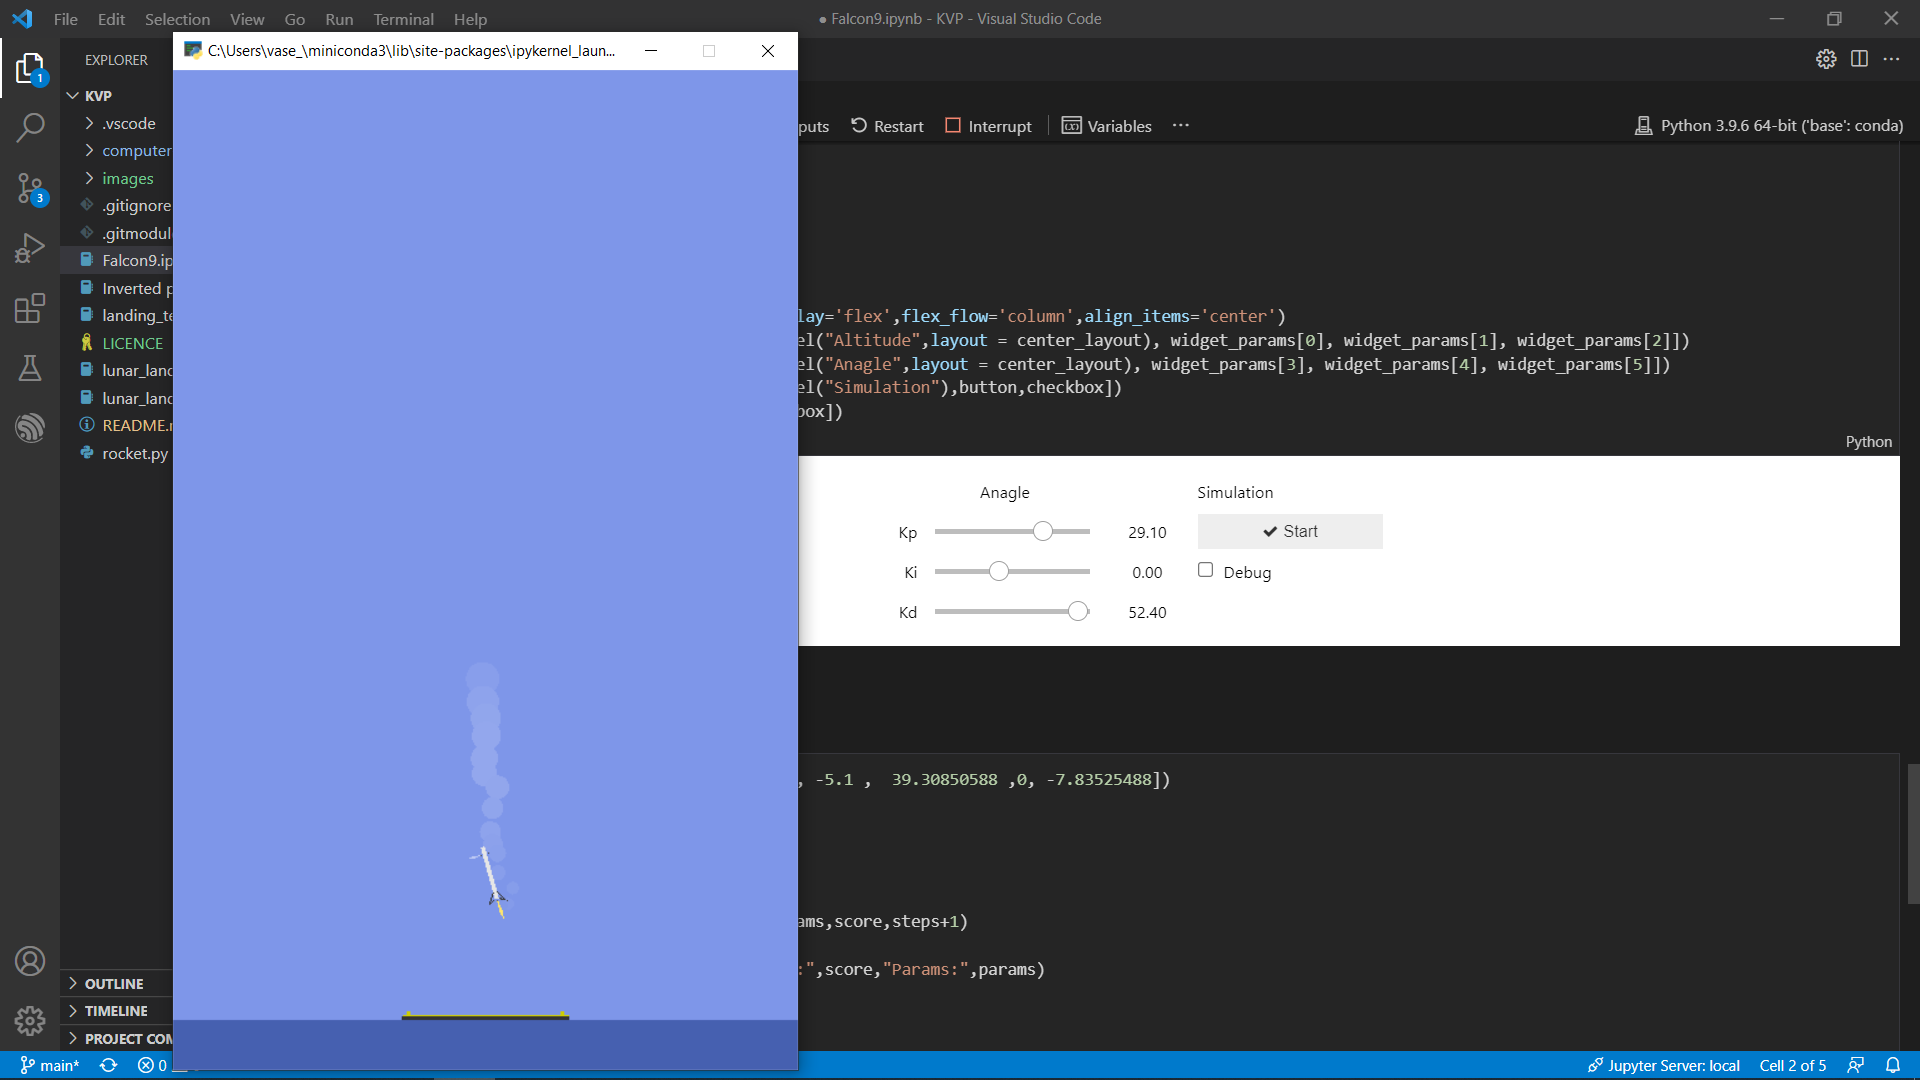 File Edit Selection View Go Run Terminal Help
● Falcon9.ipynb - KVP - Visual Studio Code
C:\Users\vase_\miniconda3\lib\site-packages\ipykernel_laun...
EXPLORER
1
KVP
.vscode
computer
images
3
.gitignore
.gitmodul
Falcon9.ip
Inverted p
landing_te
LICENCE
lunar_land
lunar_land
README.
rocket.py
OUTLINE
TIMELINE
PROJECT COM
puts Restart Interrupt Variables ...
Python 3.9.6 64-bit ('base': conda)
lay='flex',flex_flow='column',align_items='center')
el("Altitude",layout = center_layout), widget_params[0], widget_params[1], widget_params[2]])
el("Anagle",layout = center_layout), widget_params[3], widget_params[4], widget_params[5]])
el("Simulation"),button,checkbox])
box])
Python
Anagle Simulation
Kp 29.10 Start
Ki 0.00 Debug
Kd 52.40
, -5.1 , 39.30850588 ,0, -7.83525488])
ams,score,steps+1)
:",score,"Params:",params)
main* 0
Jupyter Server: local Cell 2 of 5